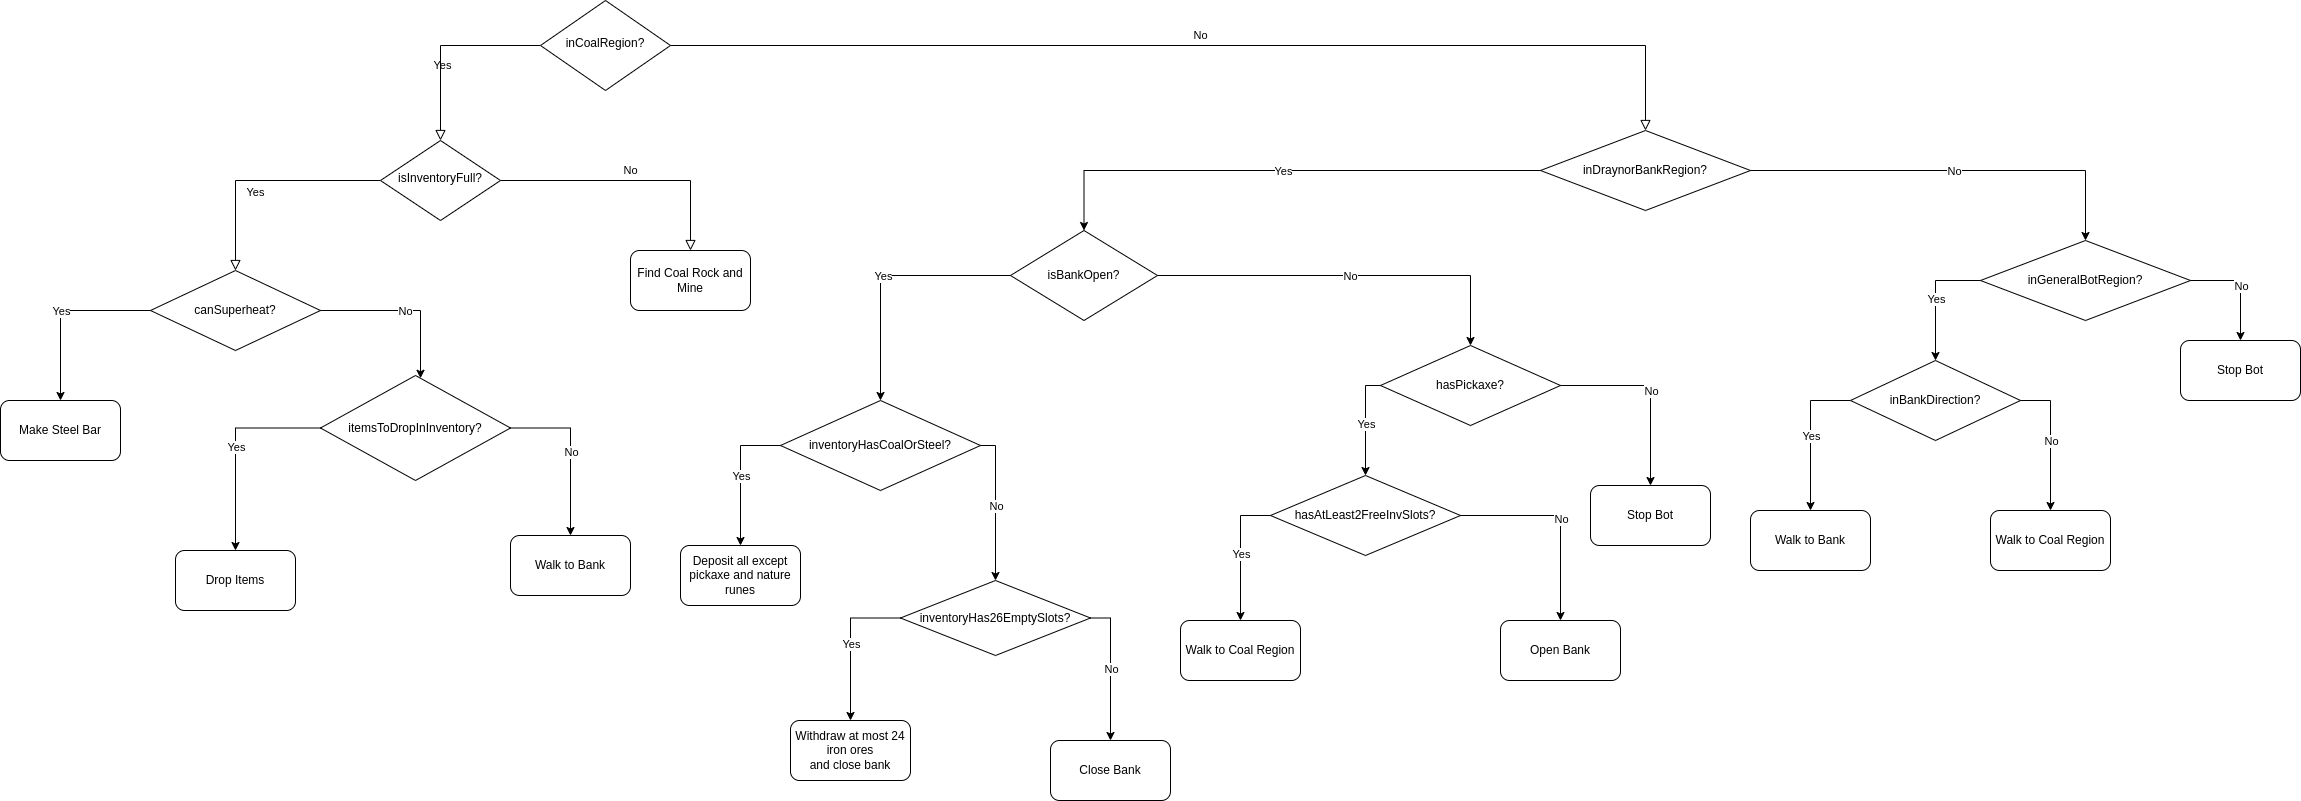 inCoalRegion?
No
Yes
inDraynorBankRegion?
isInventoryFull?
No
Yes
Yes
No
Find Coal Rock and
Mine
isBankOpen?
Yes
No
inGeneralBotRegion?
Yes
No
canSuperheat?
Yes
No
Stop Bot
hasPickaxe?
Yes
No
inBankDirection?
Yes
No
Make Steel Bar
itemsToDropInInventory?
Yes
No
inventoryHasCoalOrSteel?
Yes
No
hasAtLeast2FreeInvSlots?
Yes
No
Stop Bot
Walk to Bank
Walk to Coal Region
Drop Items
Walk to Bank
Deposit all except
pickaxe and nature
runes
inventoryHas26EmptySlots?
Yes
No
Walk to Coal Region
Open Bank
Withdraw at most 24
iron ores
and close bank
Close Bank